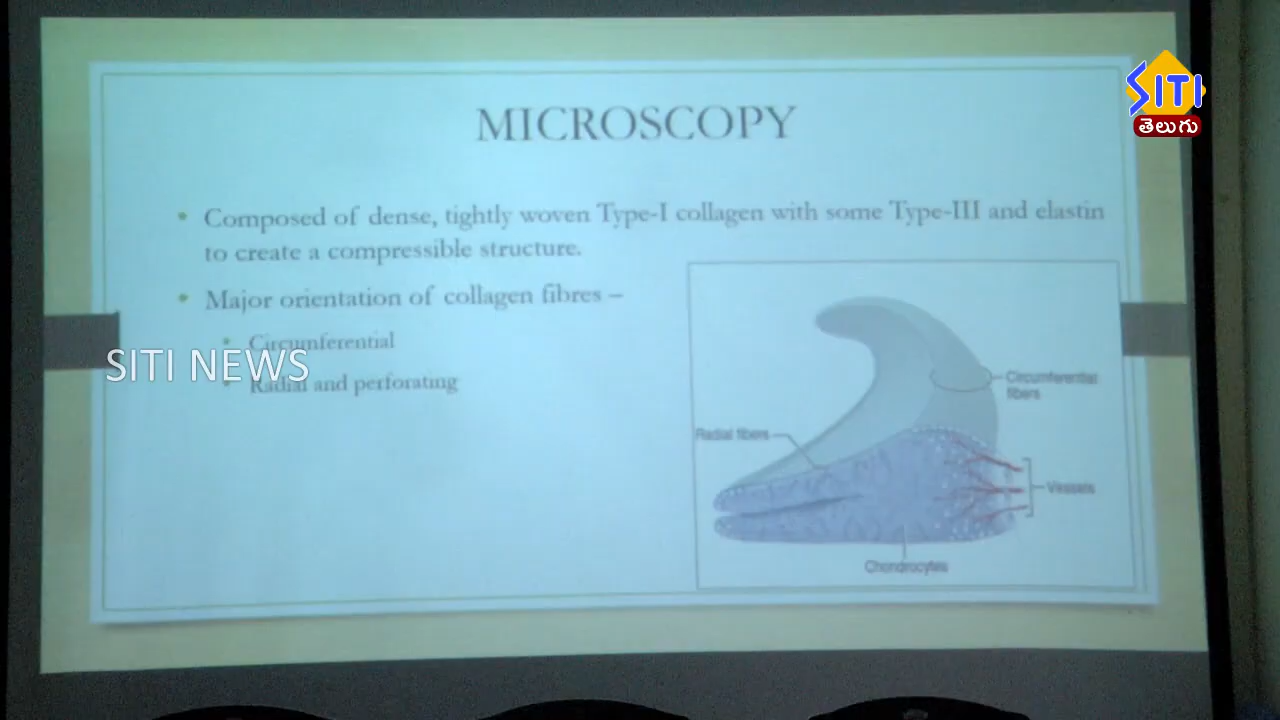 MICROSCOPY
• Composed of dense, tightly woven Type-I collagen with some Type-III and elastin
to create a compressible structure.
• Major orientation of collagen fibres –
• Circumferential
• Radial and perforating
Circumferential
fibers
Radial fibers
Vessels
Chondrocytes
SITI NEWS
SITI
తెలుగు